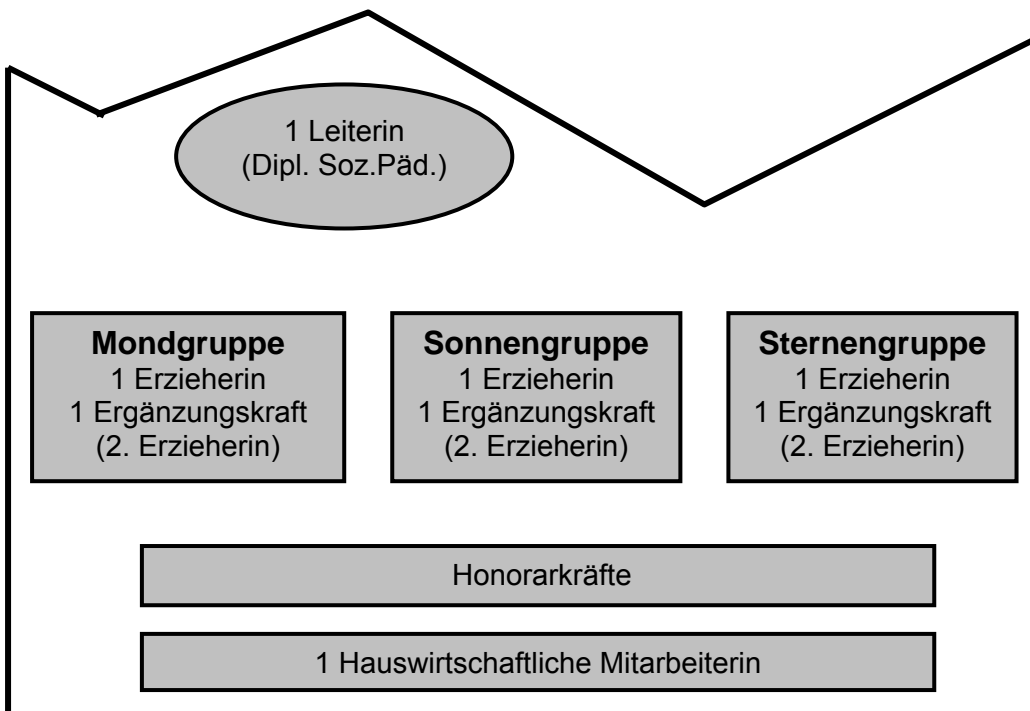 1 Leiterin
(Dipl. Soz.Päd.)
Mondgruppe
1 Erzieherin
1 Ergänzungskraft
(2. Erzieherin)
Sonnengruppe
1 Erzieherin
1 Ergänzungskraft
(2. Erzieherin)
Sternengruppe
1 Erzieherin
1 Ergänzungskraft
(2. Erzieherin)
Honorarkräfte
1 Hauswirtschaftliche Mitarbeiterin